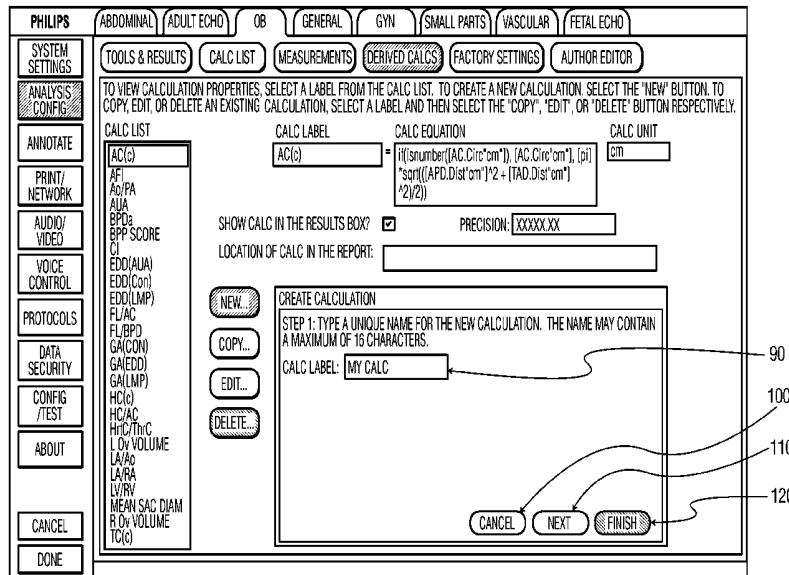 PHILIPS
ABDOMINAL
ADULT ECHO
OB
GENERAL
GYN
SMALL PARTS
VASCULAR
FETAL ECHO
SYSTEM
SETTINGS
ANALYSIS
CONFIG
ANNOTATE
PRINT/
NETWORK
AUDIO/
VIDEO
VOICE
CONTROL
PROTOCOLS
DATA
SECURITY
CONFIG
/TEST
ABOUT
CANCEL
DONE
TOOLS & RESULTS
CALC LIST
MEASUREMENTS
DERIVED CALCS
FACTORY SETTINGS
AUTHOR EDITOR
TO VIEW CALCULATION PROPERTIES, SELECT A LABEL FROM THE CALC LIST. TO CREATE A NEW CALCULATION. SELECT THE "NEW" BUTTON. TO
COPY, EDIT, OR DELETE AN EXISTING CALCULATION, SELECT A LABEL AND THEN SELECT THE "COPY", "EDIT", OR "DELETE" BUTTON RESPECTIVELY.
CALC LIST
AC(c)
AFI
Ao/PA
AUA
BPDa
BPP SCORE
CI
EDD(AUA)
EDD(Con)
EDD(LMP)
FL/AC
FL/BPD
GA(CON)
GA(EDD)
GA(LMP)
HC(c)
HC/AC
HrtC/ThrC
L Ov VOLUME
LA/Ao
LA/RA
LV/RV
MEAN SAC DIAM
R Ov VOLUME
TC(c)
CALC LABEL
AC(c)
=
CALC EQUATION
if(isnumber([AC.Circ"cm"]), [AC.Circ"cm"], [pi]
*sqrt(([APD.Dist"cm"]^2 + [TAD.Dist"cm"]
^2)/2))
CALC UNIT
cm
SHOW CALC IN THE RESULTS BOX?
PRECISION: XXXXX.XX
LOCATION OF CALC IN THE REPORT:
NEW...
COPY...
EDIT...
DELETE...
CREATE CALCULATION
STEP 1: TYPE A UNIQUE NAME FOR THE NEW CALCULATION. THE NAME MAY CONTAIN
A MAXIMUM OF 16 CHARACTERS.
CALC LABEL: MY CALC
CANCEL
NEXT
FINISH
90
100
110
120